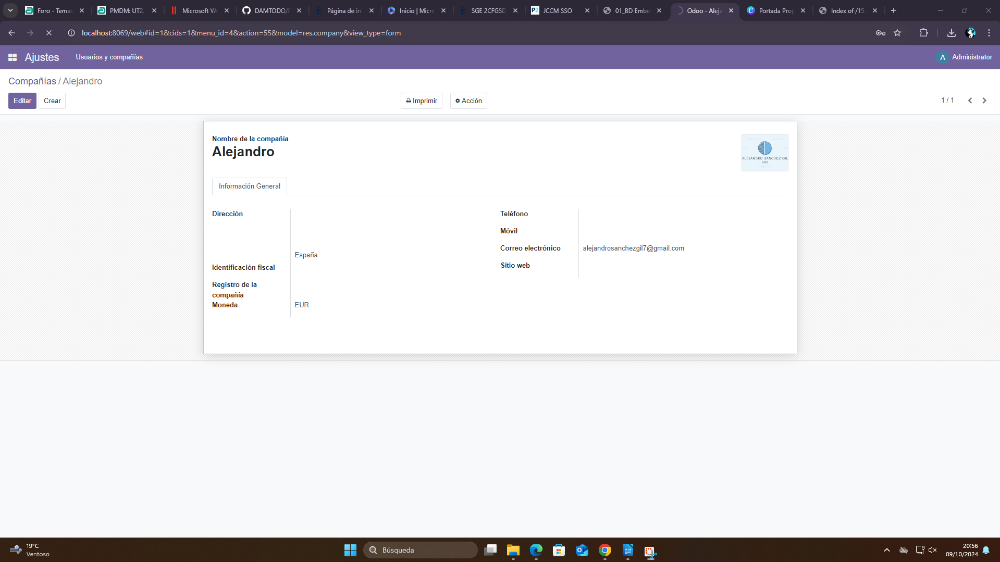 Foro - Temas
PMDM: UT2.
Microsoft We
DAMTODO/P
Página de ini
Inicio | Micro
SGE 2CFGSD
JCCM SSO
01_BD Embe
Odoo - Aleja
Portada Prop
Index of /15.
localhost:8069/web#id=1&cids=1&menu_id=4&action=55&model=res.company&view_type=form
Ajustes
Usuarios y compañías
A
Administrator
Compañías / Alejandro
Editar
Crear
Imprimir
Acción
1 / 1
Nombre de la compañía
Alejandro
ALEJANDRO SANCHEZ GIL
SGE
Información General
Dirección
España
Identificación fiscal
Registro de la
compañía
Moneda
EUR
Teléfono
Móvil
Correo electrónico
alejandrosanchezgil7@gmail.com
Sitio web
19°C
Ventoso
Búsqueda
20:56
09/10/2024